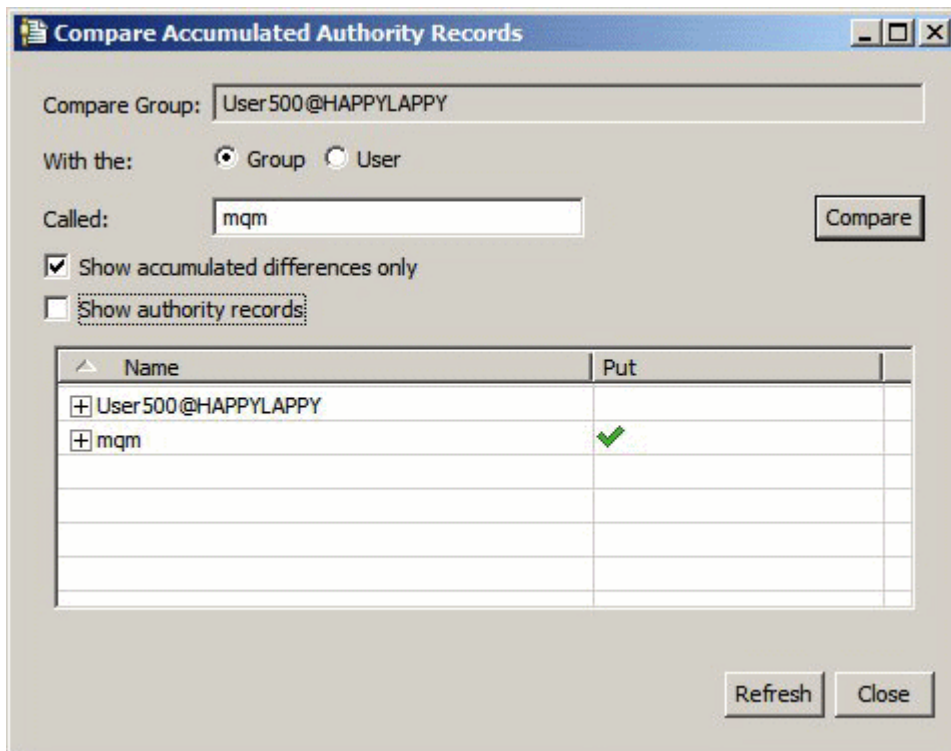 Compare Accumulated Authority Records
Compare Group: User500@HAPPYLAPPY
With the: Group User
Called: mqm Compare
Show accumulated differences only
Show authority records
Name Put
User500@HAPPYLAPPY
mqm
Refresh Close